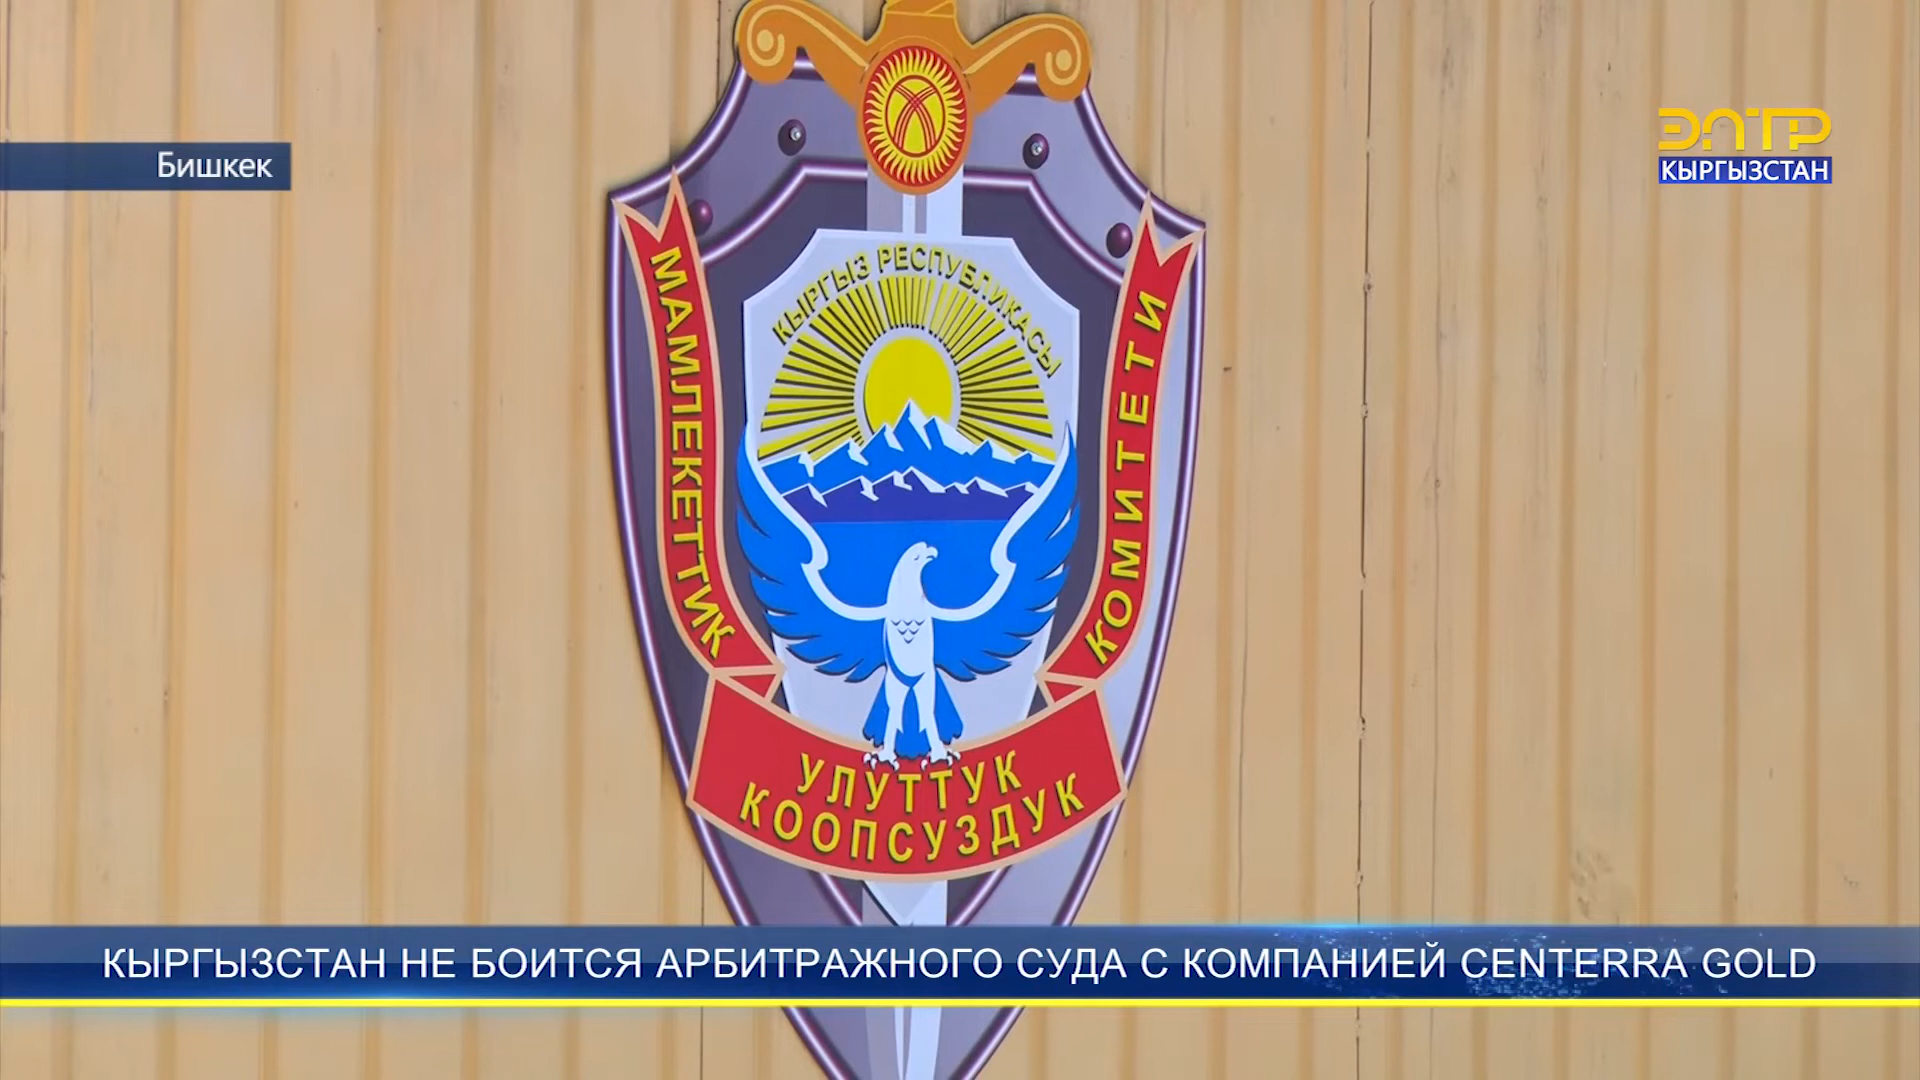 Бишкек
ЭЛТР
КЫРГЫЗСТАН
КЫРГЫЗ РЕСПУБЛИКАСЫ
МАМЛЕКЕТТИК
УЛУТТУК
КООПСУЗДУК
КОМИТЕТИ
КЫРГЫЗСТАН НЕ БОИТСЯ АРБИТРАЖНОГО СУДА С КОМПАНИЕЙ CENTERRA GOLD